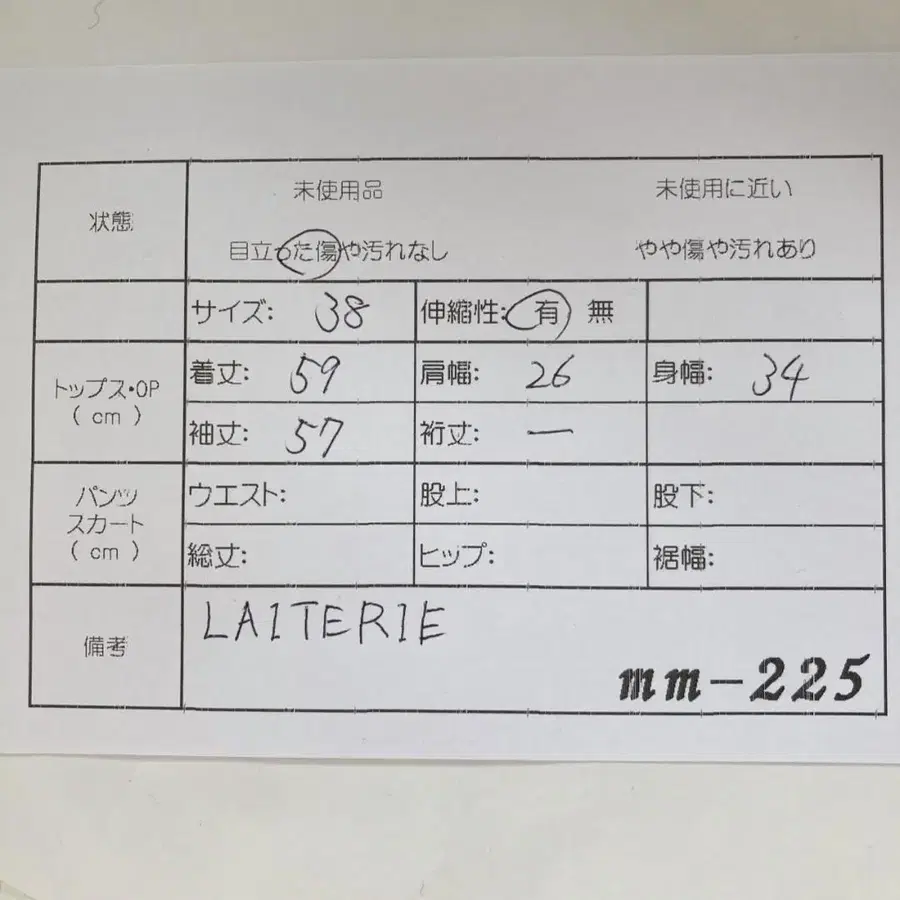 状態
未使用品 未使用に近い
目立った傷や汚れなし やや傷や汚れあり
サイズ: 38 伸縮性: 有 無
トップス・OP
( cm )
着丈: 59 肩幅: 26 身幅: 34
袖丈: 57 裄丈: ー
パンツ
スカート
( cm )
ウエスト: 股上: 股下:
総丈: ヒップ: 裾幅:
備考
LAITERIE
mm-225